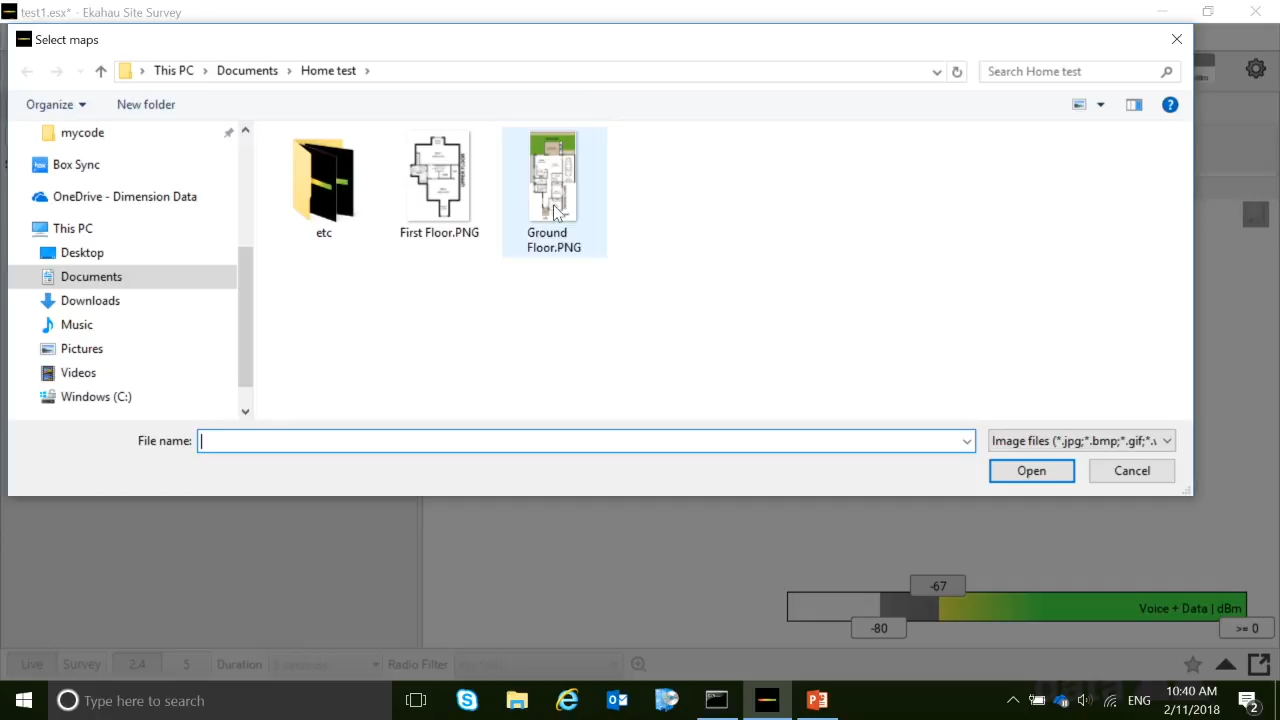 test1.esx* - Ekahau Site Survey
Select maps
This PC
Documents
Home test
Search Home test
Organize
New folder
mycode
Box Sync
OneDrive - Dimension Data
This PC
Desktop
Documents
Downloads
Music
Pictures
Videos
Windows (C:)
etc
First Floor.PNG
Ground
Floor.PNG
File name:
Image files (*.jpg;*.bmp;*.gif;*.
Open
Cancel
-67
Voice + Data | dBm
-80
>= 0
Live
Survey
2.4
5
Duration
Radio Filter
Type here to search
ENG
10:40 AM
2/11/2018
2